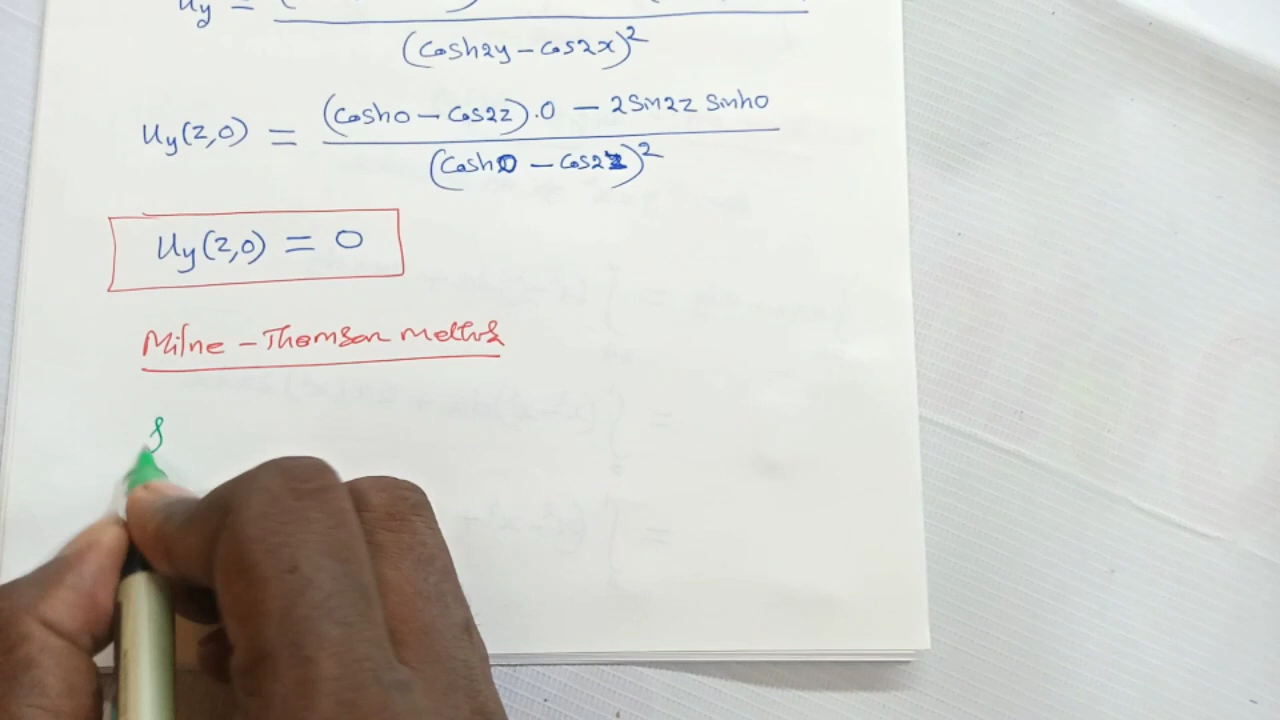 uy =
(cosh2y - cos2x)²
uy(z,0) = (cosh0 - cos2z).0 - 2sin2z sinh0
(cosh0 - cos2z)²
uy(z,0) = 0
Milne - Thomson method